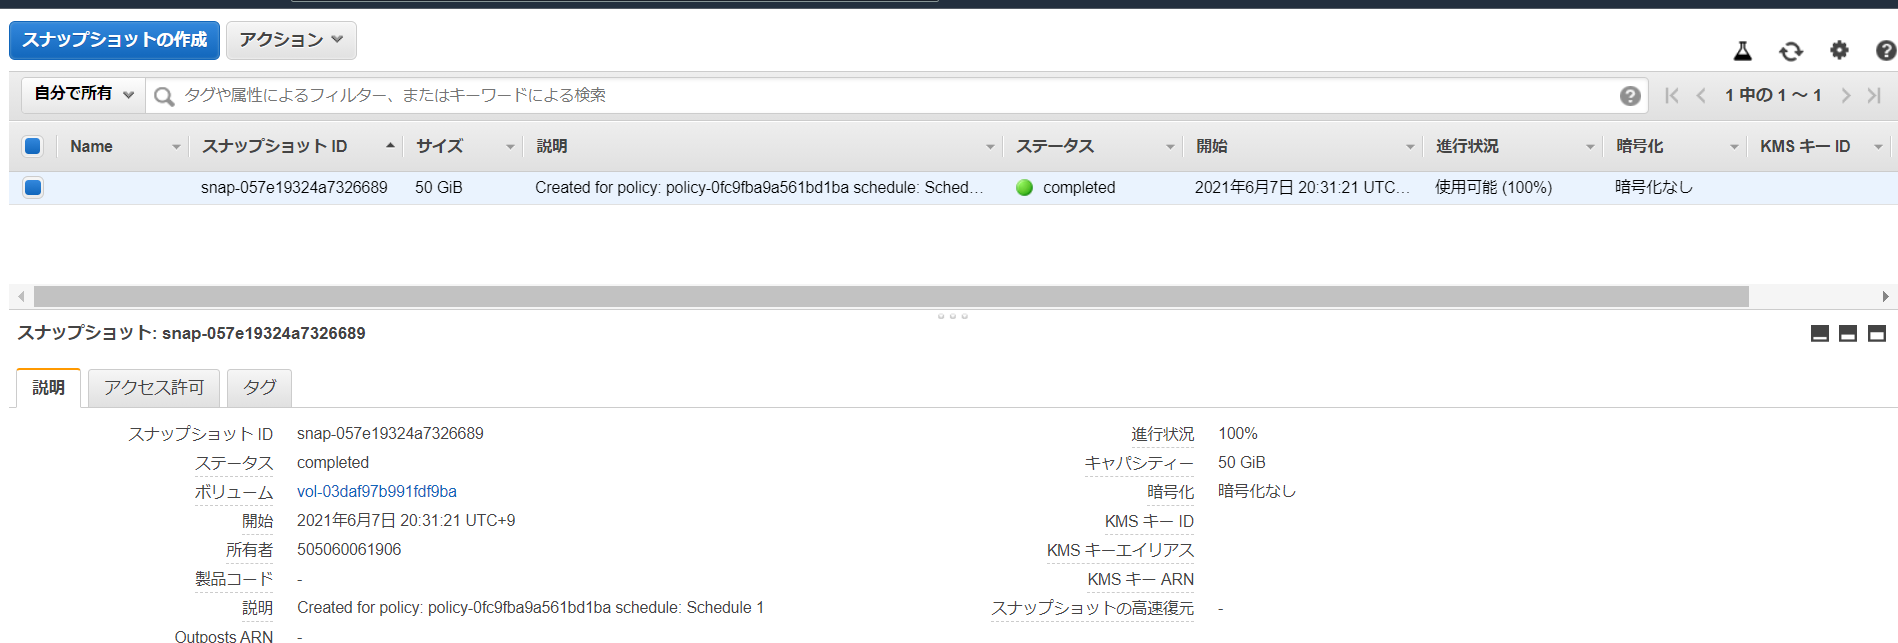 スナップショットの作成 アクション
自分で所有 タグや属性によるフィルター、またはキーワードによる検索 1 中の 1 ～ 1
Name スナップショット ID サイズ 説明 ステータス 開始 進行状況 暗号化 KMS キー ID
snap-057e19324a7326689 50 GiB Created for policy: policy-0fc9fba9a561bd1ba schedule: Sched… completed 2021年6月7日 20:31:21 UTC… 使用可能 (100%) 暗号化なし
スナップショット: snap-057e19324a7326689
説明 アクセス許可 タグ
スナップショット ID snap-057e19324a7326689 進行状況 100%
ステータス completed キャパシティー 50 GiB
ボリューム vol-03daf97b991fdf9ba 暗号化 暗号化なし
開始 2021年6月7日 20:31:21 UTC+9 KMS キー ID
所有者 505060061906 KMS キーエイリアス
製品コード - KMS キー ARN
説明 Created for policy: policy-0fc9fba9a561bd1ba schedule: Schedule 1 スナップショットの高速復元 -
Outposts ARN -